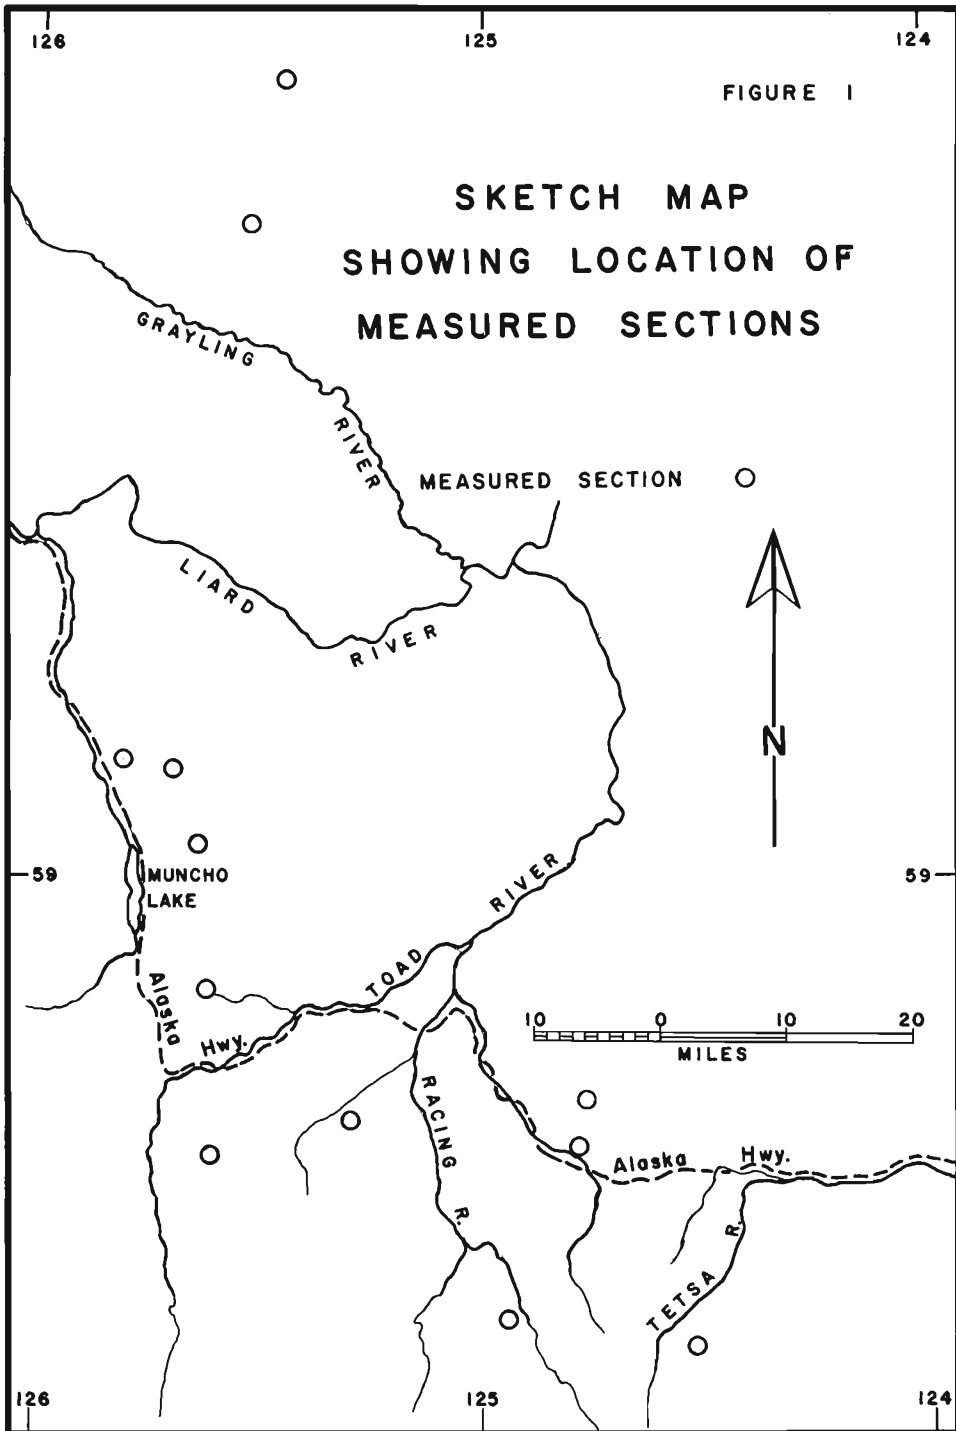 126
125
124
FIGURE 1
SKETCH MAP
SHOWING LOCATION OF
MEASURED SECTIONS
GRAYLING
RIVER
MEASURED SECTION
LIARD
RIVER
N
59
MUNCHO
LAKE
59
RIVER
TOAD
Alaska
Hwy.
10 0 10 20
MILES
RACING
R.
Alaska Hwy.
TETSA
R.
126
125
124